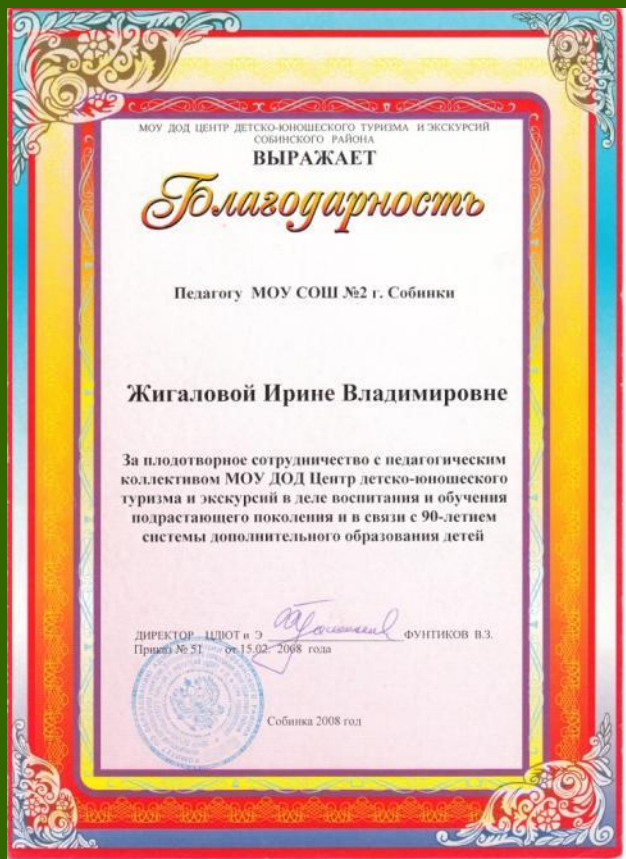 МОУ ДОД ЦЕНТР ДЕТСКО-ЮНОШЕСКОГО ТУРИЗМА И ЭКСКУРСИЙ
СОБИНСКОГО РАЙОНА
ВЫРАЖАЕТ
Благодарность
Педагогу МОУ СОШ №2 г. Собинки
Жигаловой Ирине Владимировне
За плодотворное сотрудничество с педагогическим
коллективом МОУ ДОД Центр детско-юношеского
туризма и экскурсий в деле воспитания и обучения
подрастающего поколения и в связи с 90-летием
системы дополнительного образования детей
ДИРЕКТОР ЦДЮТ и Э ФУНТИКОВ В.З.
Приказ № 51 от 15.02. 2008 года
Собинка 2008 год